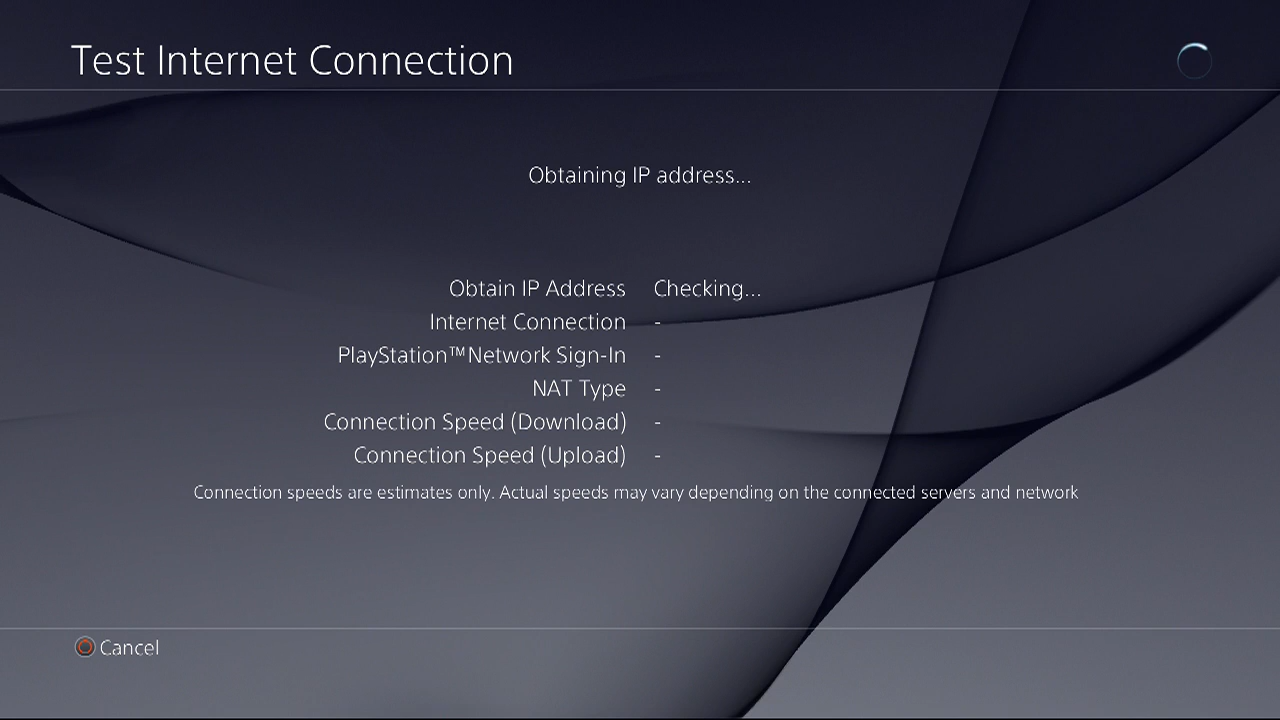 Test Internet Connection
Obtaining IP address...
Obtain IP Address Checking...
Internet Connection -
PlayStation™Network Sign-In -
NAT Type -
Connection Speed (Download) -
Connection Speed (Upload) -
Connection speeds are estimates only. Actual speeds may vary depending on the connected servers and network
Cancel